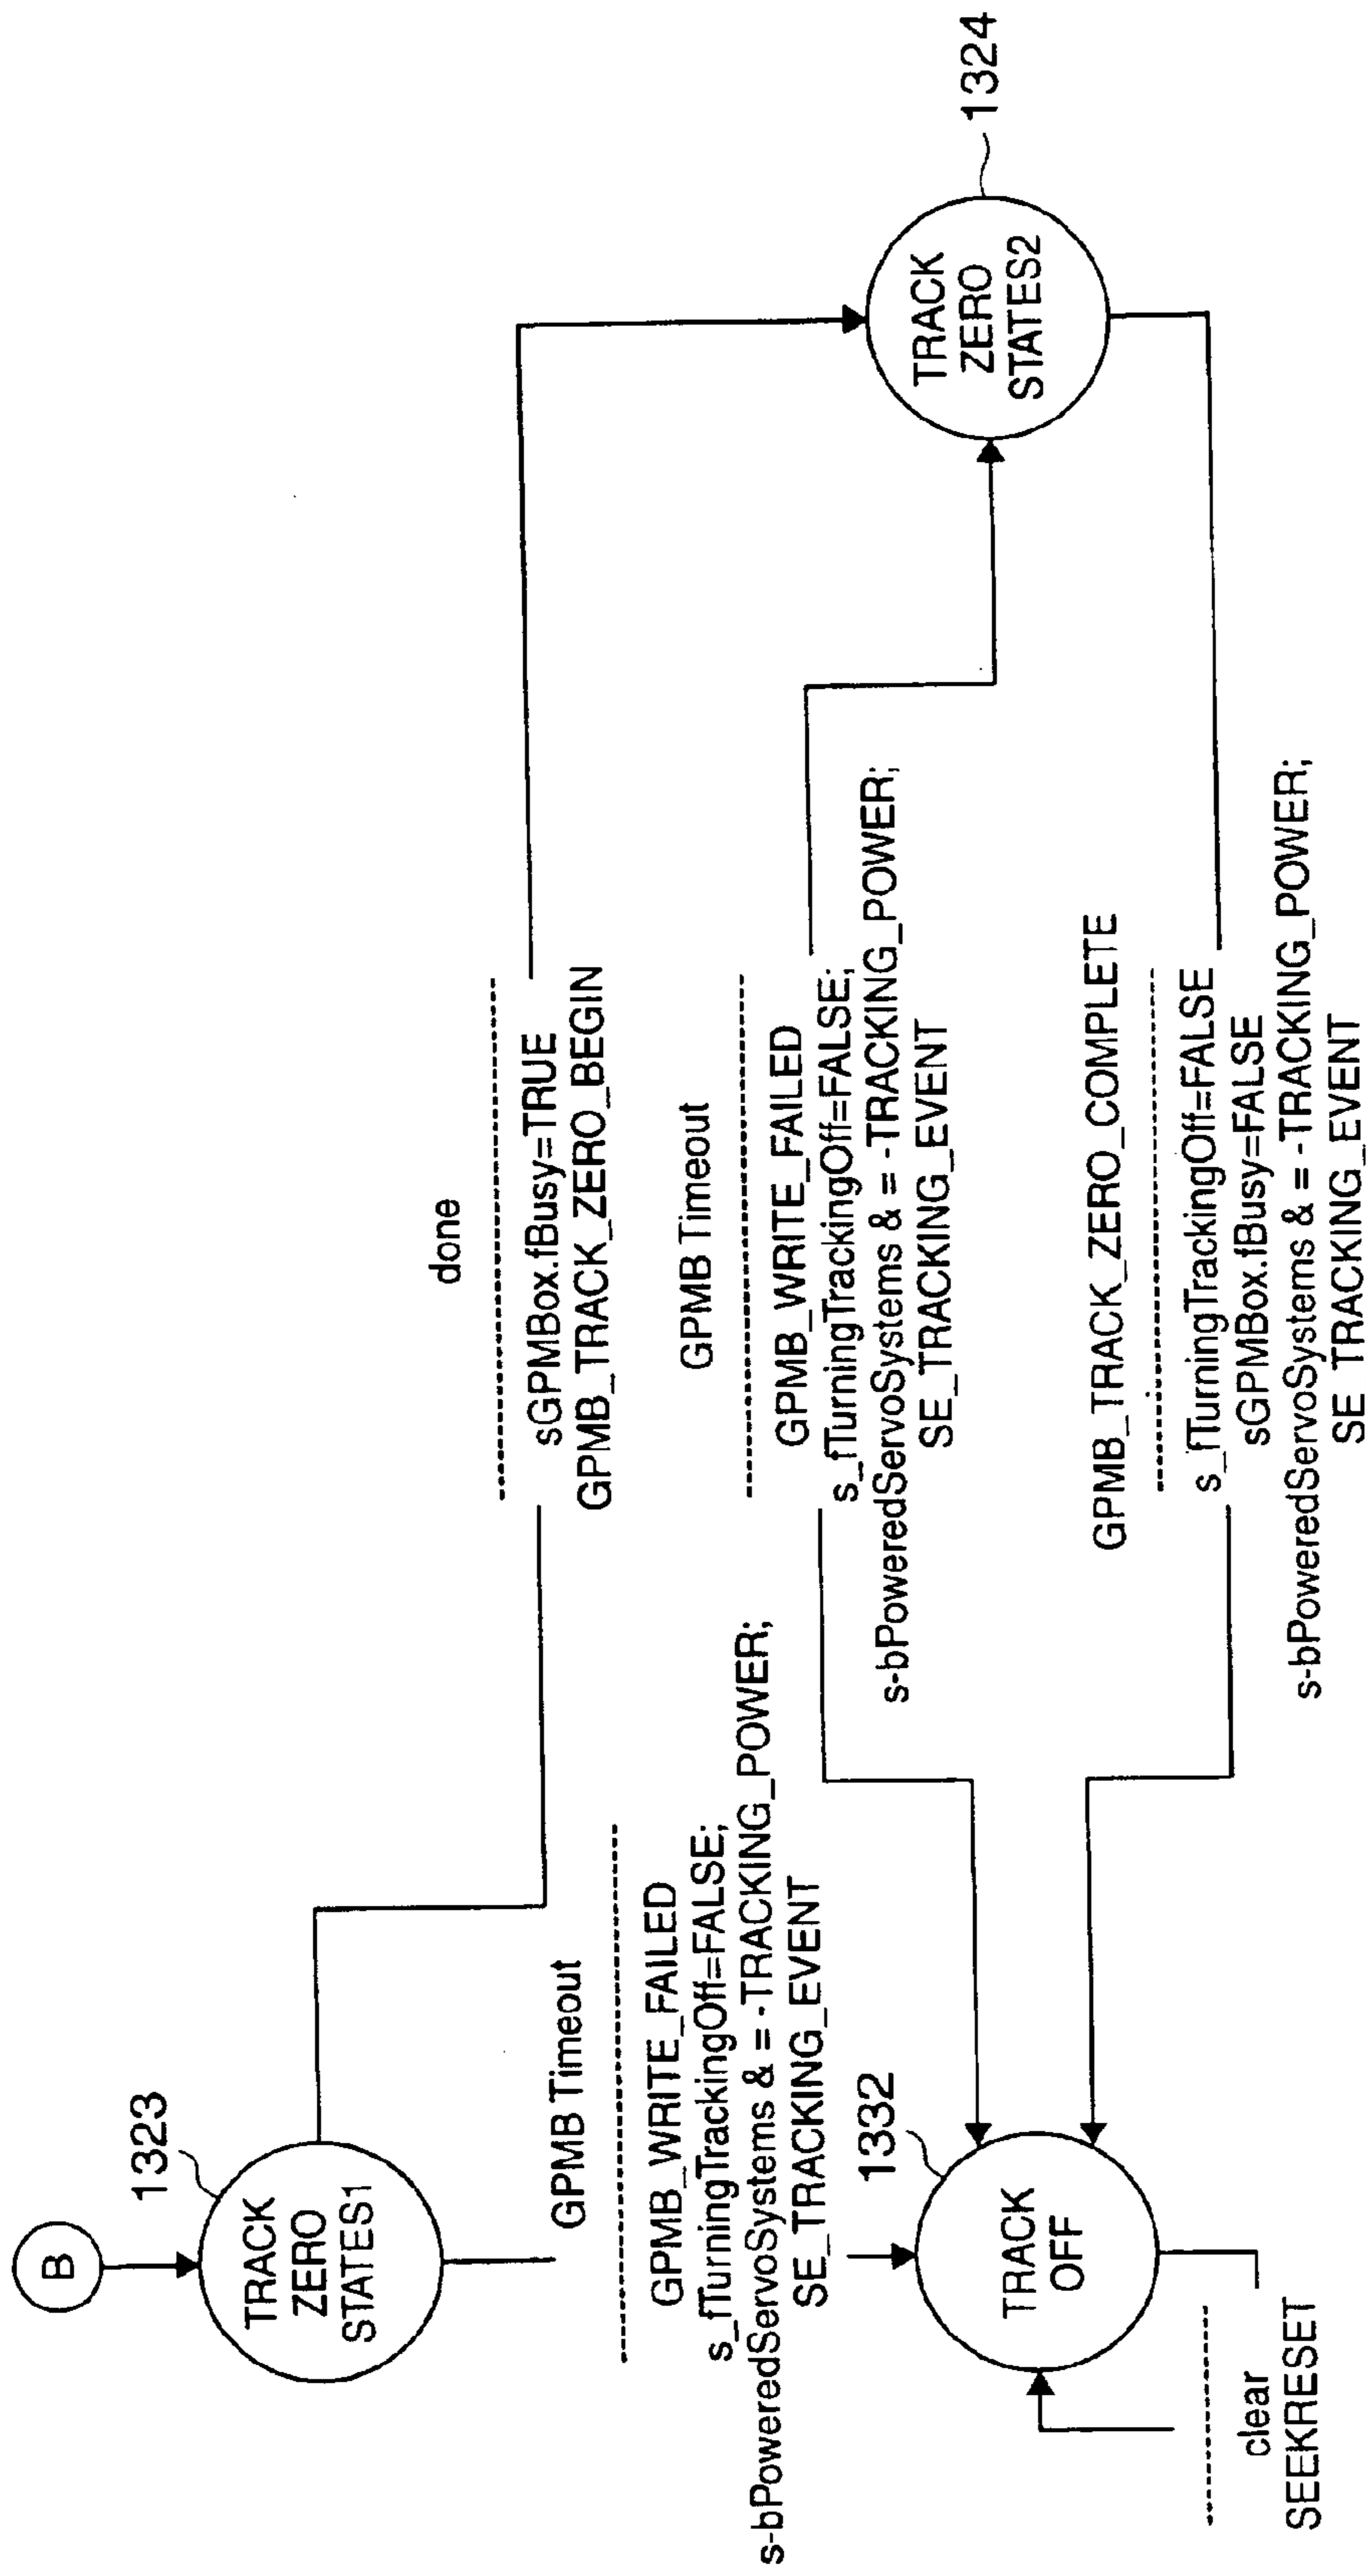 B
1323
TRACK
ZERO
STATES1
done
sGPMBox.fBusy=TRUE
GPMB_TRACK_ZERO_BEGIN
1324
TRACK
ZERO
STATES2
GPMB Timeout
GPMB_WRITE_FAILED
s_fTurningTrackingOff=FALSE;
s-bPoweredServoSystems & = -TRACKING_POWER;
SE_TRACKING_EVENT
GPMB Timeout
GPMB_WRITE_FAILED
s_fTurningTrackingOff=FALSE;
s-bPoweredServoSystems & = -TRACKING_POWER;
SE_TRACKING_EVENT
1332
TRACK
OFF
GPMB_TRACK_ZERO_COMPLETE
s_fTurningTrackingOff=FALSE
sGPMBox.fBusy=FALSE
s-bPoweredServoSystems & = -TRACKING_POWER;
SE_TRACKING_EVENT
clear
SEEKRESET